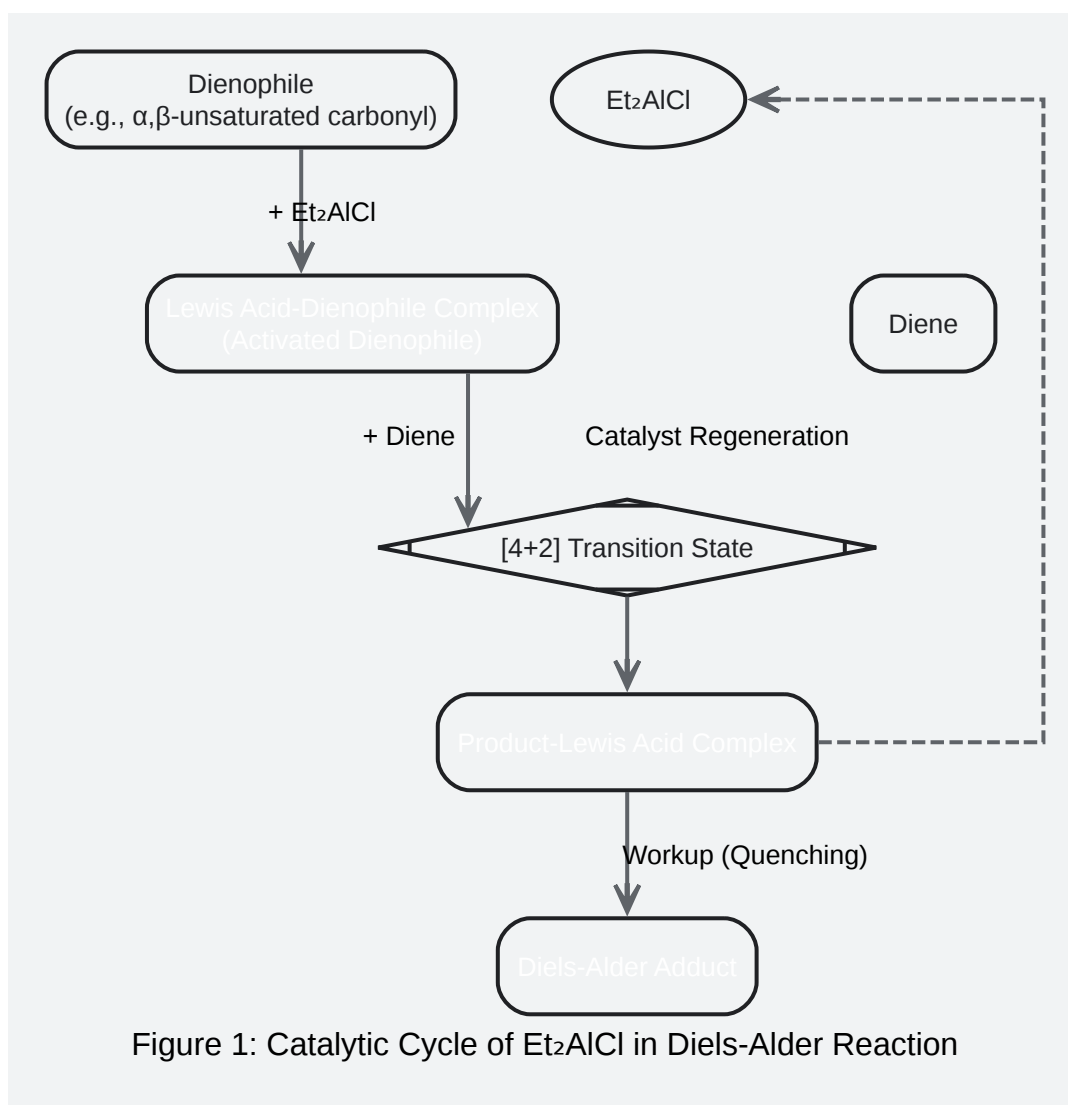 Dienophile
(e.g., α,β-unsaturated carbonyl)
Et₂AlCl
+ Et₂AlCl
Lewis Acid-Dienophile Complex
(Activated Dienophile)
Diene
+ Diene
Catalyst Regeneration
[4+2] Transition State
Product-Lewis Acid Complex
Workup (Quenching)
Diels-Alder Adduct
Figure 1: Catalytic Cycle of Et₂AlCl in Diels-Alder Reaction